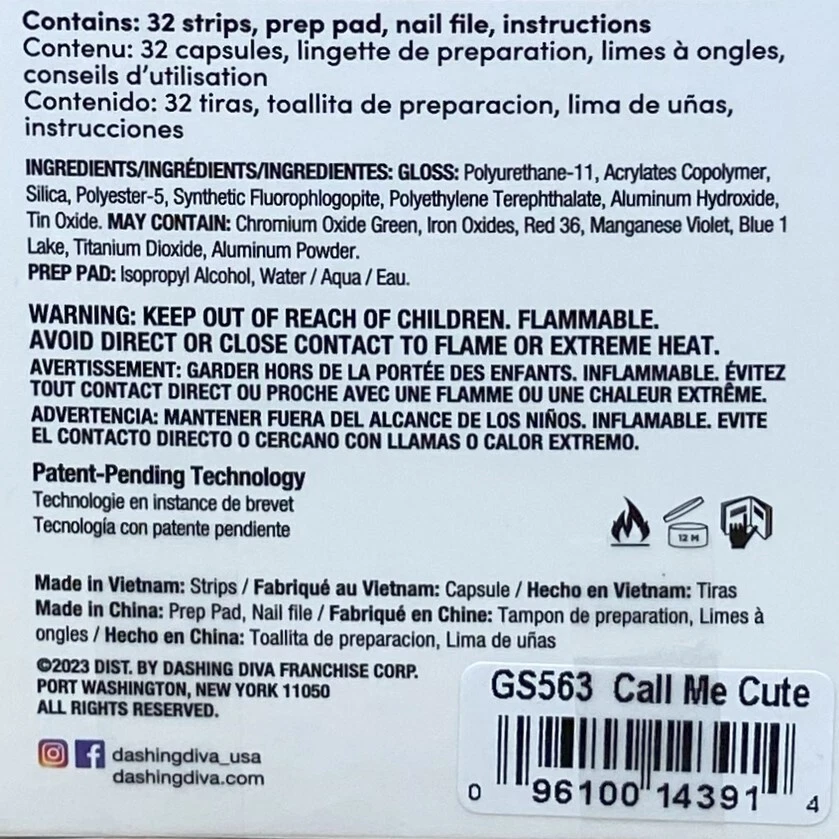 Contains: 32 strips, prep pad, nail file, instructions
Contenu: 32 capsules, lingette de preparation, limes à ongles,
conseils d'utilisation
Contenido: 32 tiras, toallita de preparacion, lima de uñas,
instrucciones
INGREDIENTS/INGRÉDIENTS/INGREDIENTES: GLOSS: Polyurethane-11, Acrylates Copolymer,
Silica, Polyester-5, Synthetic Fluorophlogopite, Polyethylene Terephthalate, Aluminum Hydroxide,
Tin Oxide. MAY CONTAIN: Chromium Oxide Green, Iron Oxides, Red 36, Manganese Violet, Blue 1
Lake, Titanium Dioxide, Aluminum Powder.
PREP PAD: Isopropyl Alcohol, Water / Aqua / Eau.
WARNING: KEEP OUT OF REACH OF CHILDREN. FLAMMABLE.
AVOID DIRECT OR CLOSE CONTACT TO FLAME OR EXTREME HEAT.
AVERTISSEMENT: GARDER HORS DE LA PORTÉE DES ENFANTS. INFLAMMABLE. ÉVITEZ
TOUT CONTACT DIRECT OU PROCHE AVEC UNE FLAMME OU UNE CHALEUR EXTRÊME.
ADVERTENCIA: MANTENER FUERA DEL ALCANCE DE LOS NIÑOS. INFLAMABLE. EVITE
EL CONTACTO DIRECTO O CERCANO CON LLAMAS O CALOR EXTREMO.
Patent-Pending Technology
Technologie en instance de brevet
Tecnología con patente pendiente
12 M
Made in Vietnam: Strips / Fabriqué au Vietnam: Capsule / Hecho en Vietnam: Tiras
Made in China: Prep Pad, Nail file / Fabriqué en Chine: Tampon de preparation, Limes à
ongles / Hecho en China: Toallita de preparacion, Lima de uñas
©2023 DIST. BY DASHING DIVA FRANCHISE CORP.
PORT WASHINGTON, NEW YORK 11050
ALL RIGHTS RESERVED.
dashingdiva_usa
dashingdiva.com
GS563 Call Me Cute
0 96100 14391 4